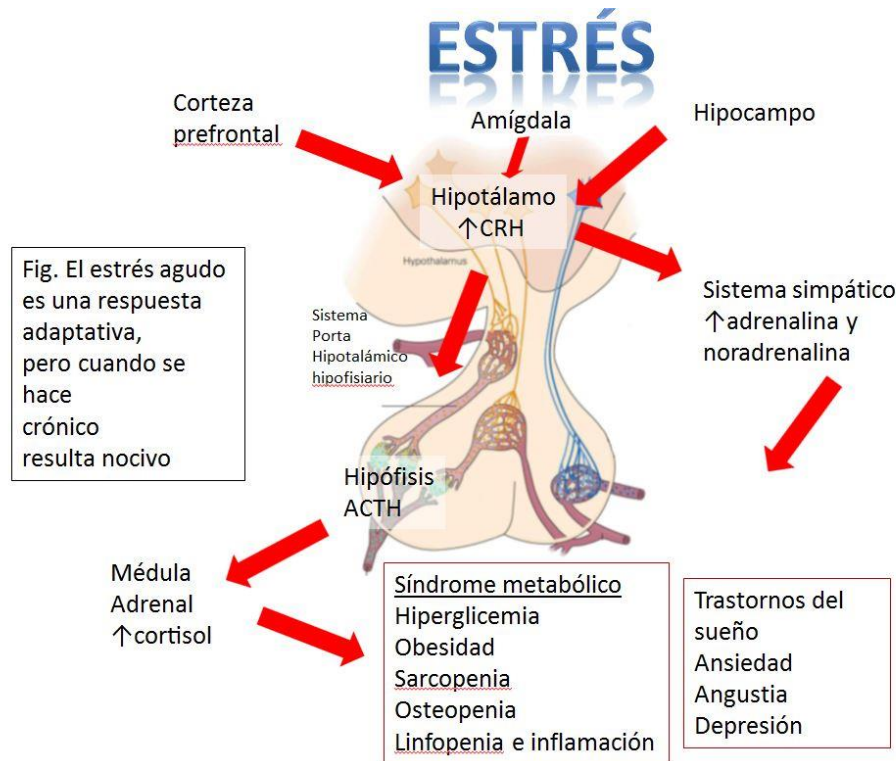 ESTRÉS
Corteza
prefrontal
Amígdala
Hipocampo
Hipotálamo
↑CRH
Hypothalamus
Fig. El estrés agudo
es una respuesta
adaptativa,
pero cuando se
hace
crónico
resulta nocivo
Sistema
Porta
Hipotalámico
hipofisiario
Sistema simpático
↑adrenalina y
noradrenalina
Hipófisis
ACTH
Médula
Adrenal
↑cortisol
Síndrome metabólico
Hiperglicemia
Obesidad
Sarcopenia
Osteopenia
Linfopenia e inflamación
Trastornos del
sueño
Ansiedad
Angustia
Depresión